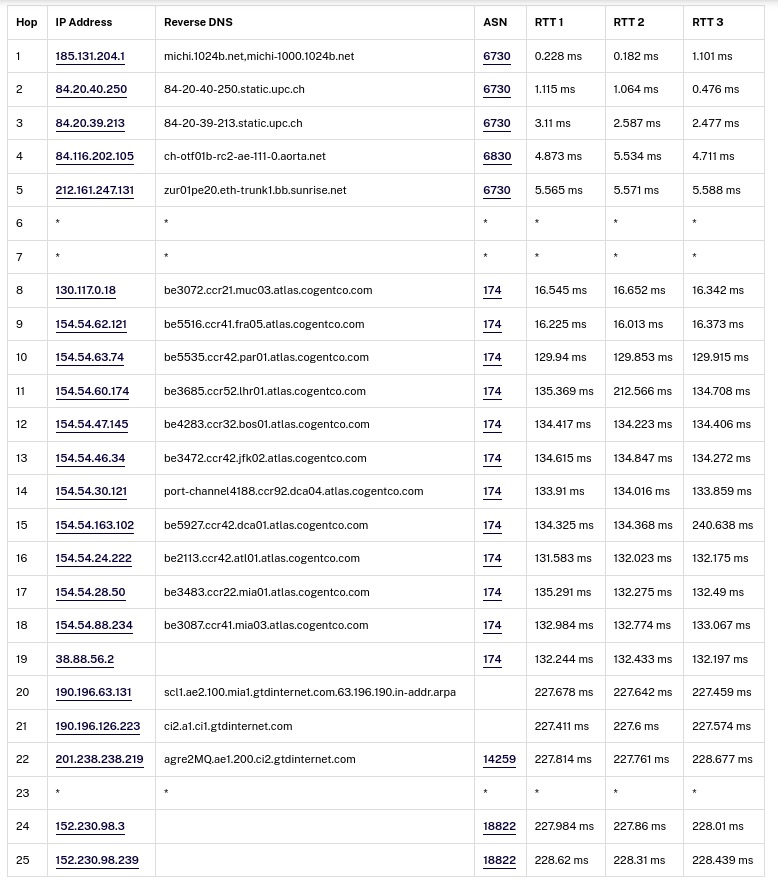 Hop IP Address Reverse DNS ASN RTT 1 RTT 2 RTT 3
1 185.131.204.1 michi.1024b.net,michi-1000.1024b.net 6730 0.228 ms 0.182 ms 1.101 ms
2 84.20.40.250 84-20-40-250.static.upc.ch 6730 1.115 ms 1.064 ms 0.476 ms
3 84.20.39.213 84-20-39-213.static.upc.ch 6730 3.11 ms 2.587 ms 2.477 ms
4 84.116.202.105 ch-otf01b-rc2-ae-111-0.aorta.net 6830 4.873 ms 5.534 ms 4.711 ms
5 212.161.247.131 zur01pe20.eth-trunk1.bb.sunrise.net 6730 5.565 ms 5.571 ms 5.588 ms
6 * * * * * *
7 * * * * * *
8 130.117.0.18 be3072.ccr21.muc03.atlas.cogentco.com 174 16.545 ms 16.652 ms 16.342 ms
9 154.54.62.121 be5516.ccr41.fra05.atlas.cogentco.com 174 16.225 ms 16.013 ms 16.373 ms
10 154.54.63.74 be5535.ccr42.par01.atlas.cogentco.com 174 129.94 ms 129.853 ms 129.915 ms
11 154.54.60.174 be3685.ccr52.lhr01.atlas.cogentco.com 174 135.369 ms 212.566 ms 134.708 ms
12 154.54.47.145 be4283.ccr32.bos01.atlas.cogentco.com 174 134.417 ms 134.223 ms 134.406 ms
13 154.54.46.34 be3472.ccr42.jfk02.atlas.cogentco.com 174 134.615 ms 134.847 ms 134.272 ms
14 154.54.30.121 port-channel4188.ccr92.dca04.atlas.cogentco.com 174 133.91 ms 134.016 ms 133.859 ms
15 154.54.163.102 be5927.ccr42.dca01.atlas.cogentco.com 174 134.325 ms 134.368 ms 240.638 ms
16 154.54.24.222 be2113.ccr42.atl01.atlas.cogentco.com 174 131.583 ms 132.023 ms 132.175 ms
17 154.54.28.50 be3483.ccr22.mia01.atlas.cogentco.com 174 135.291 ms 132.275 ms 132.49 ms
18 154.54.88.234 be3087.ccr41.mia03.atlas.cogentco.com 174 132.984 ms 132.774 ms 133.067 ms
19 38.88.56.2 174 132.244 ms 132.433 ms 132.197 ms
20 190.196.63.131 scl1.ae2.100.mia1.gtdinternet.com.63.196.190.in-addr.arpa 227.678 ms 227.642 ms 227.459 ms
21 190.196.126.223 ci2.a1.ci1.gtdinternet.com 227.411 ms 227.6 ms 227.574 ms
22 201.238.238.219 agre2MQ.ae1.200.ci2.gtdinternet.com 14259 227.814 ms 227.761 ms 228.677 ms
23 * * * * * *
24 152.230.98.3 18822 227.984 ms 227.86 ms 228.01 ms
25 152.230.98.239 18822 228.62 ms 228.31 ms 228.439 ms